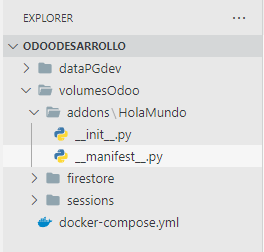 EXPLORER
ODOODESARROLLO
dataPGdev
volumesOdoo
addons\HolaMundo
__init__.py
__manifest__.py
firestore
sessions
docker-compose.yml